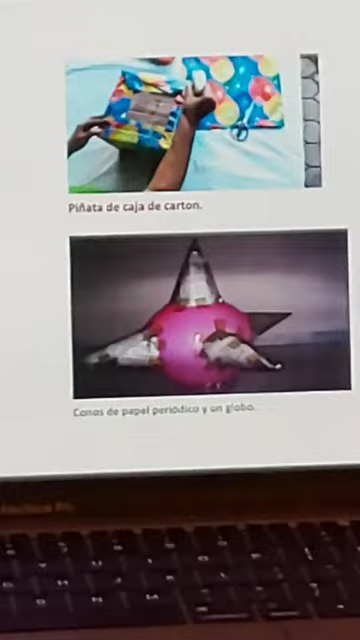 Piñata de caja de carton.
Conos de papel periódico y un globo.